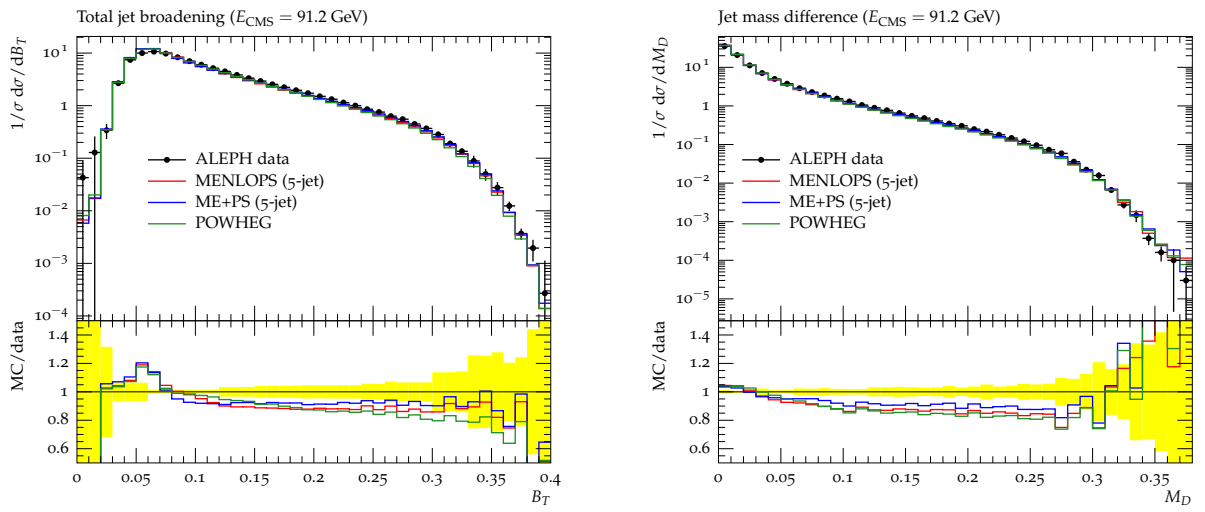 Total jet broadening (E_CMS = 91.2 GeV)
1/σ dσ/dB_T
10^1
1
10^−1
10^−2
10^−3
10^−4
ALEPH data
MENLOPS (5-jet)
ME+PS (5-jet)
POWHEG
MC/data
1.4
1.2
1
0.8
0.6
0 0.05 0.1 0.15 0.2 0.25 0.3 0.35 0.4
B_T
Jet mass difference (E_CMS = 91.2 GeV)
1/σ dσ/dM_D
10^1
1
10^−1
10^−2
10^−3
10^−4
10^−5
ALEPH data
MENLOPS (5-jet)
ME+PS (5-jet)
POWHEG
MC/data
1.4
1.2
1
0.8
0.6
0 0.05 0.1 0.15 0.2 0.25 0.3 0.35
M_D